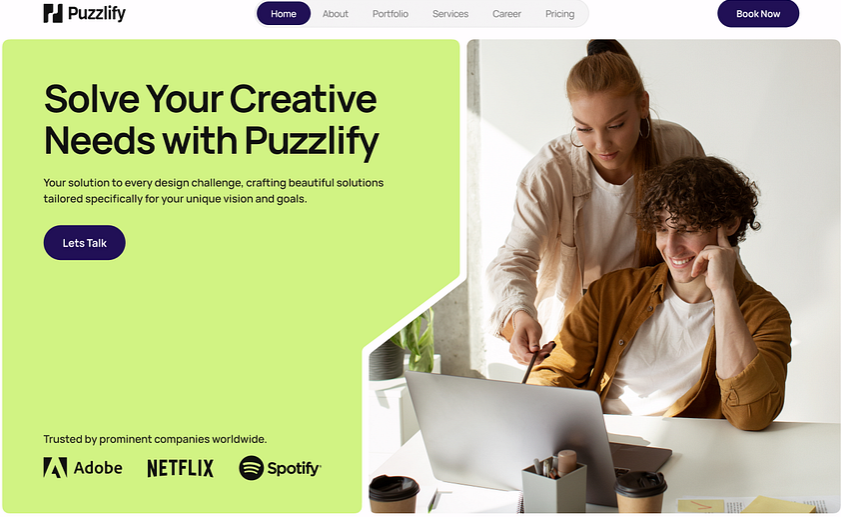 Puzzlify
Home
About
Portfolio
Services
Career
Pricing
Book Now
Solve Your Creative
Needs with Puzzlify
Your solution to every design challenge, crafting beautiful solutions
tailored specifically for your unique vision and goals.
Lets Talk
Trusted by prominent companies worldwide.
Adobe
NETFLIX
Spotify